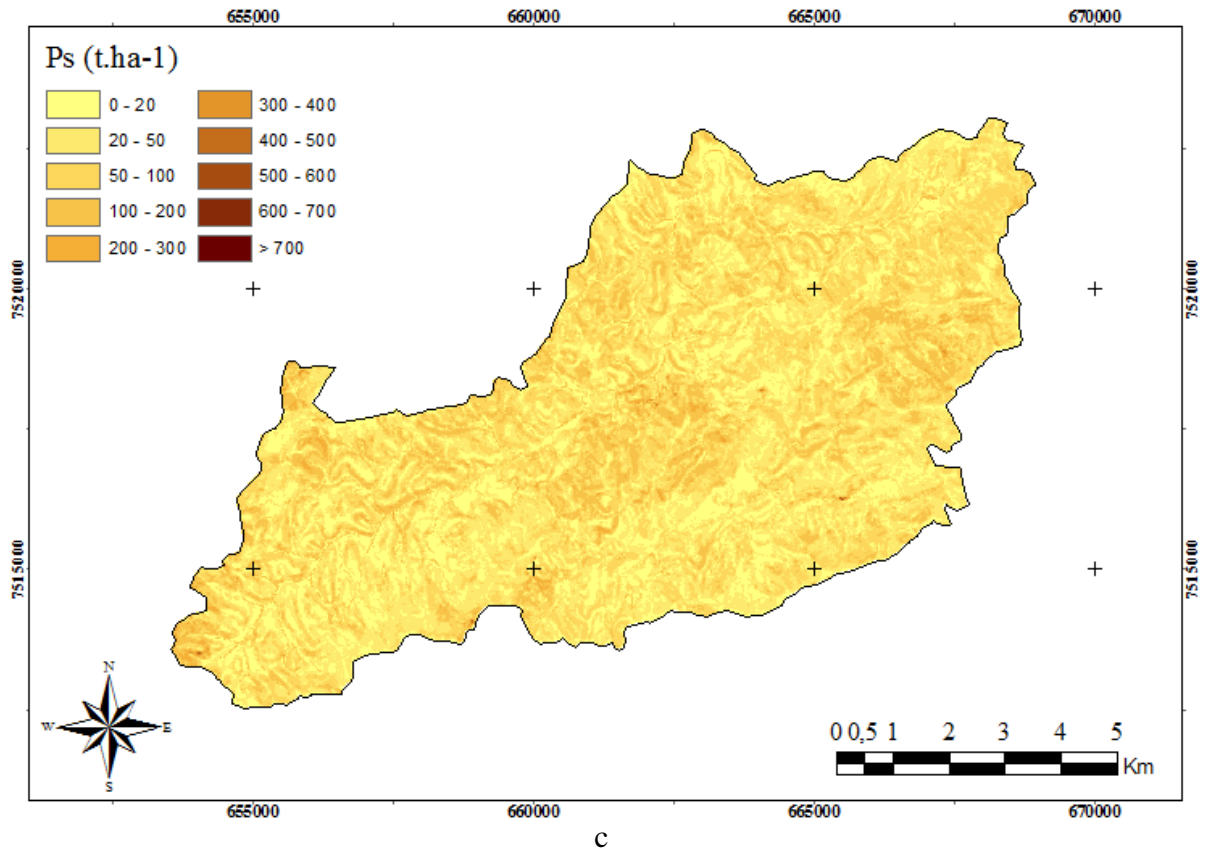 655000 660000 665000 670000
Ps (t.ha-1)
0 - 20 300 - 400
20 - 50 400 - 500
50 - 100 500 - 600
100 - 200 600 - 700
200 - 300 > 700
7520000 7520000
7515000 7515000
N
W E
S
0 0,5 1 2 3 4 5
Km
655000 660000 665000 670000
c